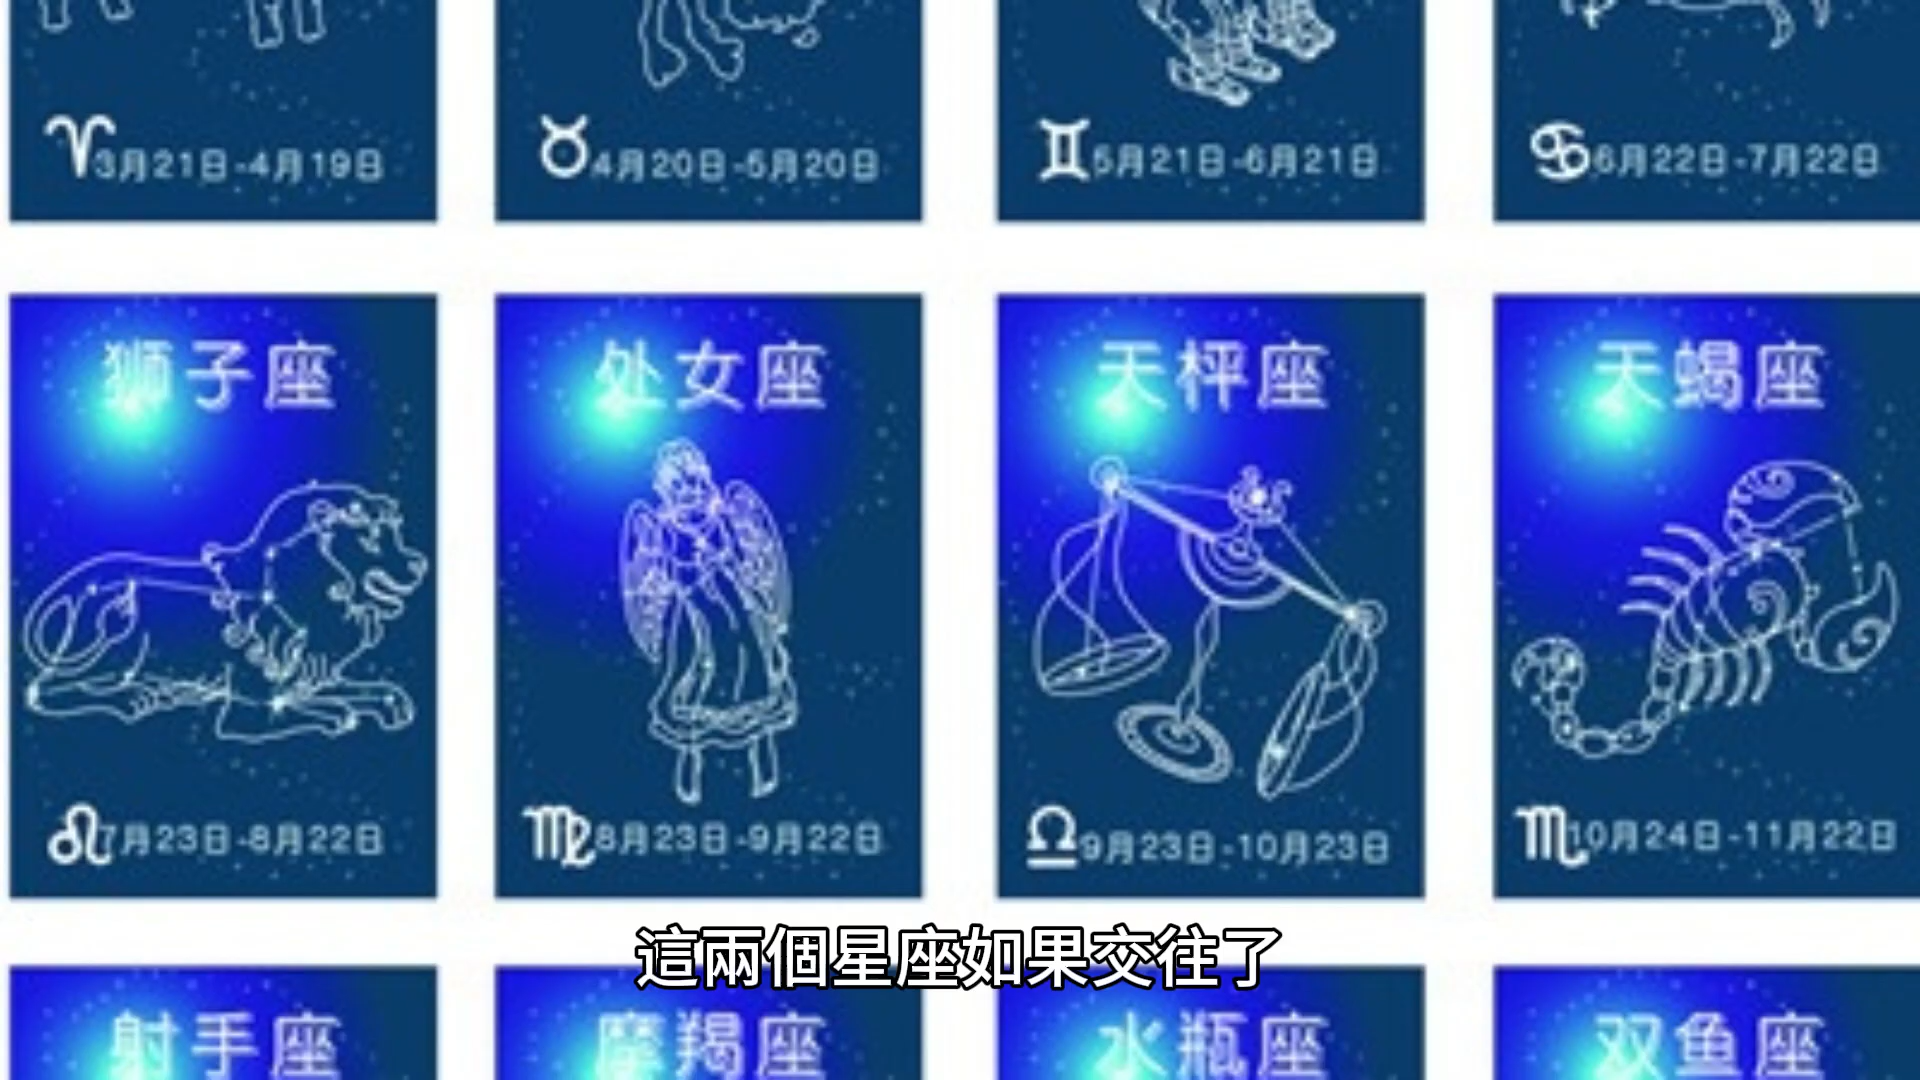 ♈3月21日-4月19日
♉4月20日-5月20日
♊5月21日-6月21日
♋6月22日-7月22日
狮子座
♌7月23日-8月22日
处女座
♍8月23日-9月22日
天枰座
♎9月23日-10月23日
天蝎座
♏10月24日-11月22日
這兩個星座如果交往了
射手座
摩羯座
水瓶座
双鱼座